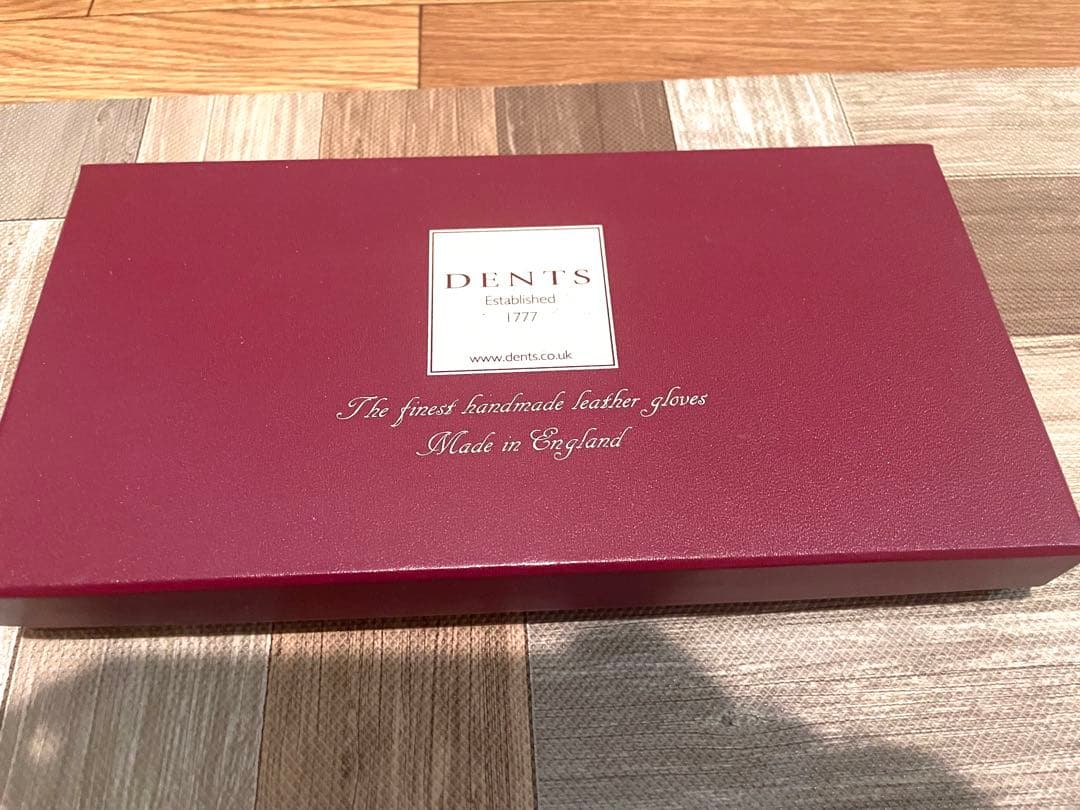 DENTS
Established
1777
www.dents.co.uk
The finest handmade leather gloves
Made in England